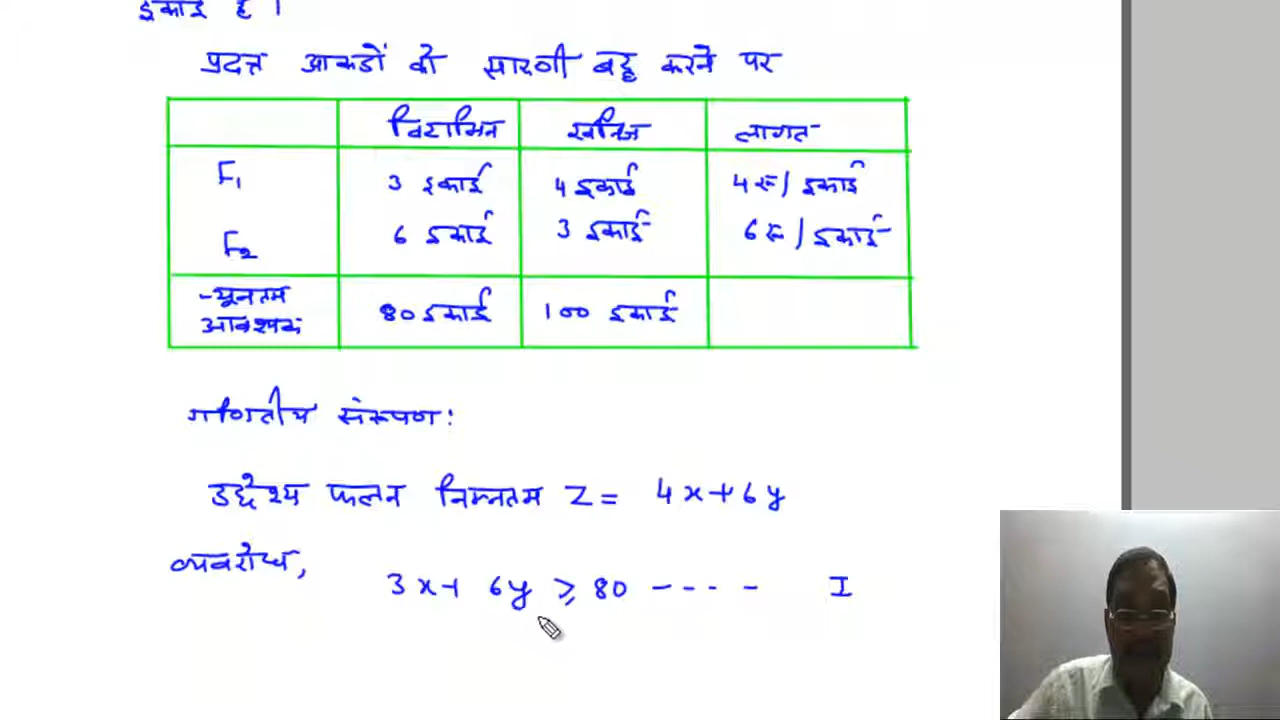 इकाई है।
प्रदत्त आकडों को सारणी बद्ध करने पर
विटामिन खनिज लागत
F₁ 3 इकाई 4 इकाई 4 रू/ इकाई
F₂ 6 इकाई 3 इकाई 6 रू/ इकाई
न्यूनतम
आवश्यक 80 इकाई 100 इकाई
गणितीय संरूपण:
उद्देश्य फलन निम्नतम Z = 4x+6y
व्यवरोध,
3x+ 6y ≥ 80 ---- I